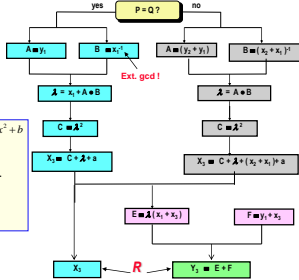 yes
P = Q ?
no
A = y₁
B = x₁⁻¹
A = ( y₂ + y₁ )
B = ( x₂ + x₁ )⁻¹
Ext. gcd !
λ = x₁ + A • B
λ = A • B
C = λ²
C = λ²
x² + b
X₃ = C + λ + a
X₃ = C + λ + ( x₂ + x₁ ) + a
E = λ ( x₁ + x₃ )
F = y₁ + x₃
X₃
R
Y₃ = E + F